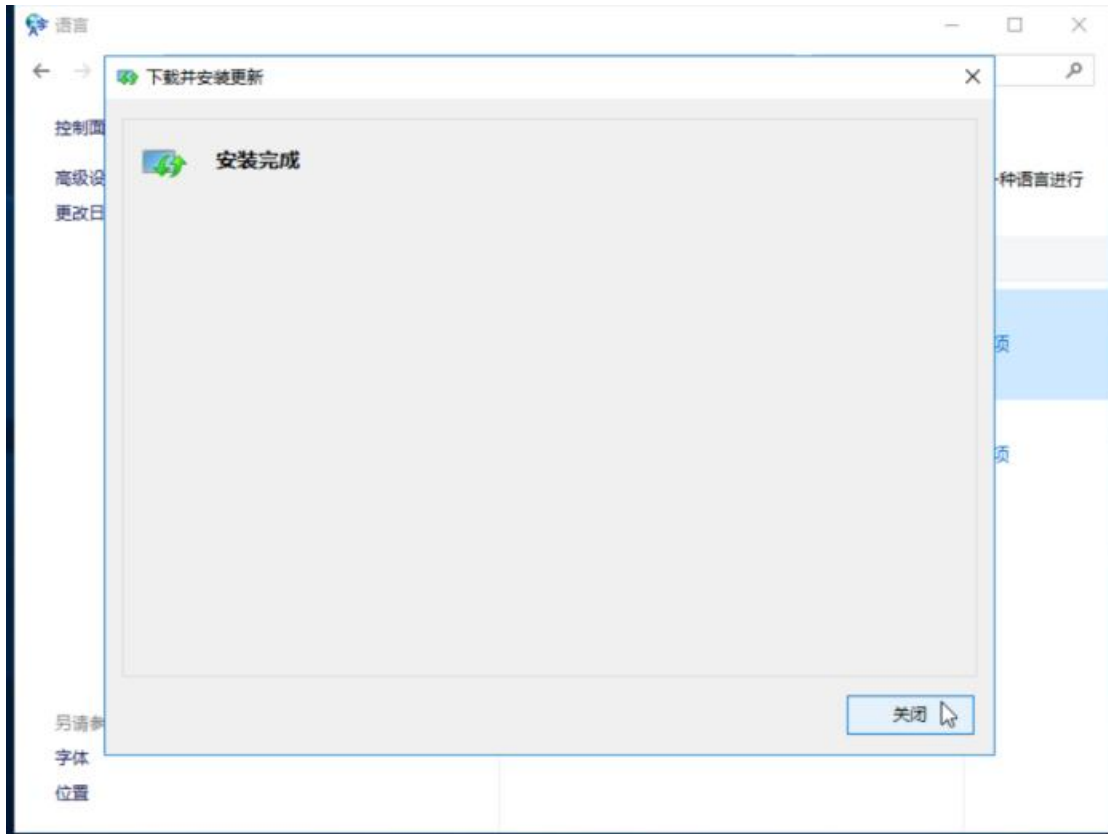 语言
下载并安装更新
控制面
安装完成
高级设
种语言进行
更改日
项
项
关闭
另请参
字体
位置